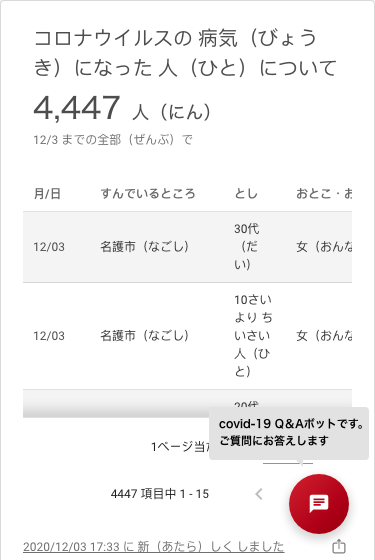 コロナウイルスの 病気（びょう
き）になった 人（ひと）について
4,447 人（にん）
12/3 までの全部（ぜんぶ）で
月/日 すんでいるところ とし おとこ・お
12/03 名護市（なごし） 30代（だい） 女（おんな
12/03 名護市（なごし） 10さいより ちいさい人（ひと） 女（おんな
20代
covid-19 Q＆Aボットです。
ご質問にお答えします
1ページ当た
4447 項目中 1 - 15
2020/12/03 17:33 に 新（あたら）しく しました